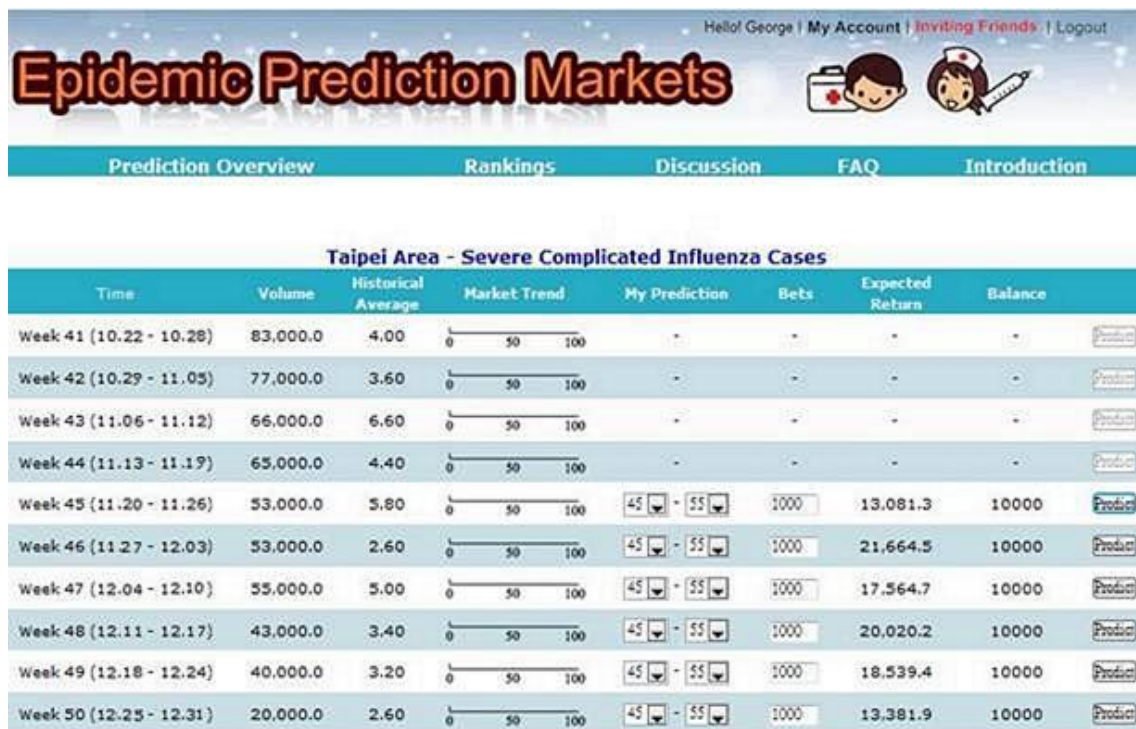 Hello! George | My Account | Inviting Friends | Logout
Epidemic Prediction Markets
Prediction Overview Rankings Discussion FAQ Introduction
Taipei Area - Severe Complicated Influenza Cases
Time Volume Historical Average Market Trend My Prediction Bets Expected Return Balance
Week 41 (10.22 - 10.28) 83,000.0 4.00 0 50 100 - - - -
Week 42 (10.29 - 11.05) 77,000.0 3.60 0 50 100 - - - -
Week 43 (11.06 - 11.12) 66,000.0 6.60 0 50 100 - - - -
Week 44 (11.13 - 11.19) 65,000.0 4.40 0 50 100 - - - -
Week 45 (11.20 - 11.26) 53,000.0 5.80 0 50 100 45 - 55 1000 13,081.3 10000
Week 46 (11.27 - 12.03) 53,000.0 2.60 0 50 100 45 - 55 1000 21,664.5 10000
Week 47 (12.04 - 12.10) 55,000.0 5.00 0 50 100 45 - 55 1000 17,564.7 10000
Week 48 (12.11 - 12.17) 43,000.0 3.40 0 50 100 45 - 55 1000 20,020.2 10000
Week 49 (12.18 - 12.24) 40,000.0 3.20 0 50 100 45 - 55 1000 18,539.4 10000
Week 50 (12.25 - 12.31) 20,000.0 2.60 0 50 100 45 - 55 1000 13,381.9 10000